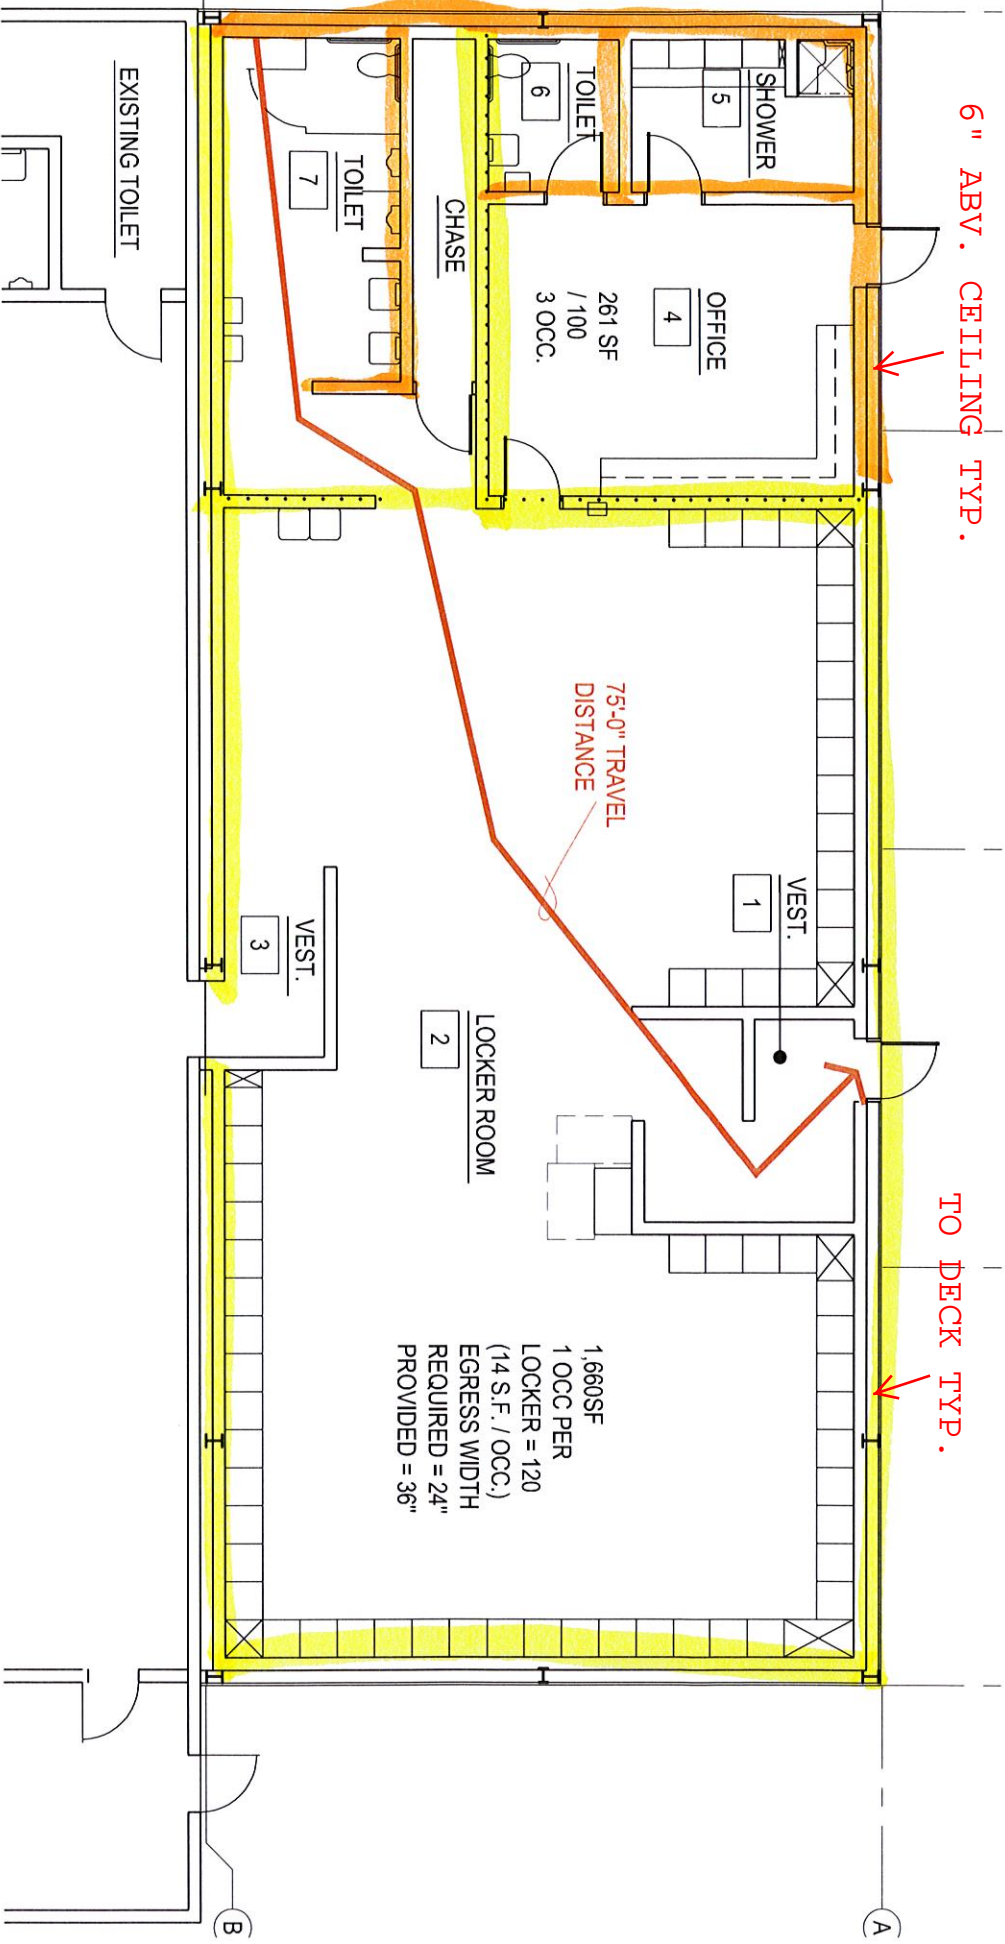 6" ABV. CEILING TYP.
TO DECK TYP.
A
SHOWER
5
TOILET
6
OFFICE
4
261 SF
/ 100
3 OCC.
CHASE
TOILET
7
EXISTING TOILET
VEST.
1
75'-0" TRAVEL
DISTANCE
LOCKER ROOM
2
VEST.
3
1,660SF
1 OCC PER
LOCKER = 120
(14 S.F. / OCC.)
EGRESS WIDTH
REQUIRED = 24"
PROVIDED = 36"
B